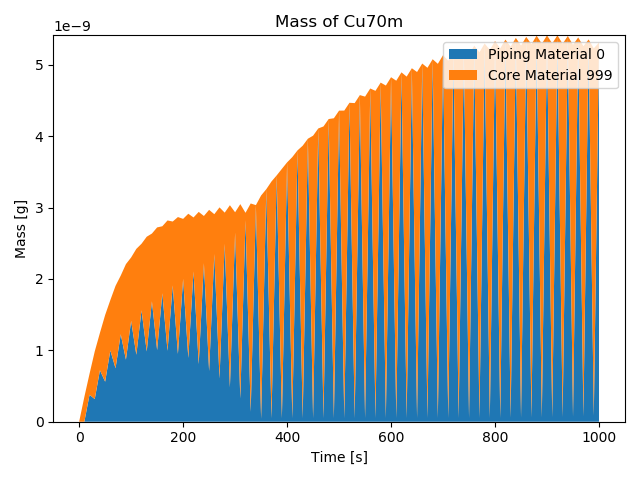 Mass of Cu70m
1e−9
Piping Material 0
Core Material 999
Mass [g]
5
4
3
2
1
0
0 200 400 600 800 1000
Time [s]